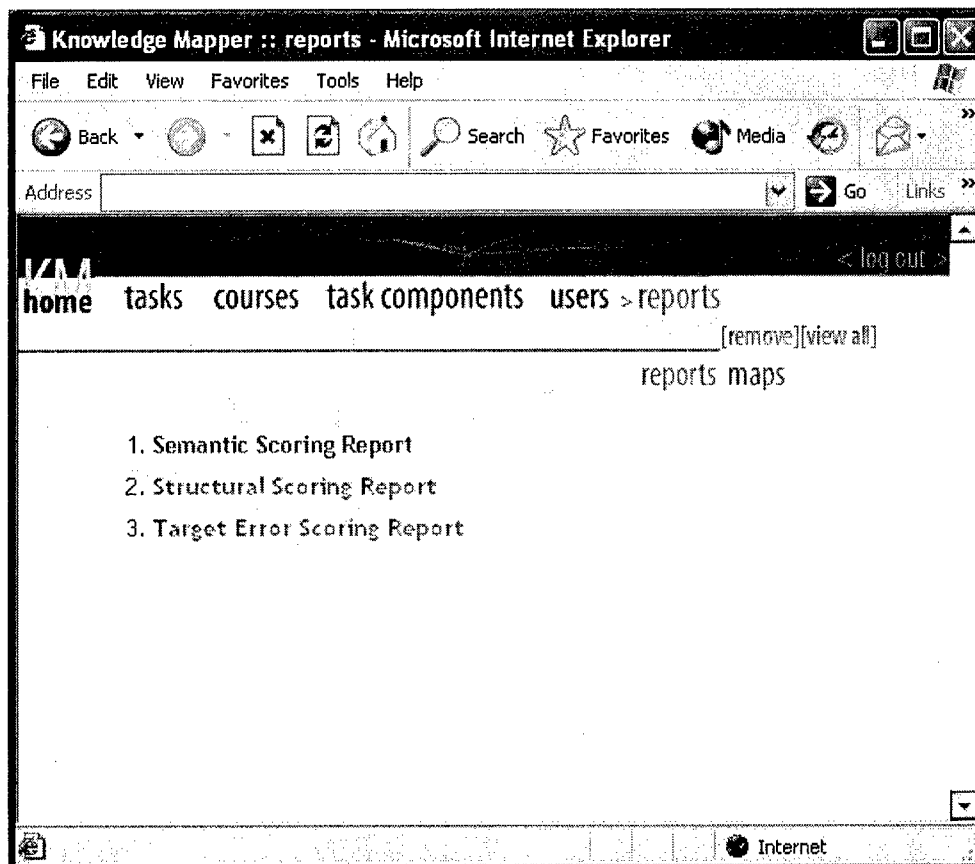 Knowledge Mapper :: reports - Microsoft Internet Explorer
File Edit View Favorites Tools Help
Back Search Favorites Media »
Address Go Links »
< log out >
KM
home tasks courses task components users > reports
[remove][view all]
reports maps
1. Semantic Scoring Report
2. Structural Scoring Report
3. Target Error Scoring Report
Internet